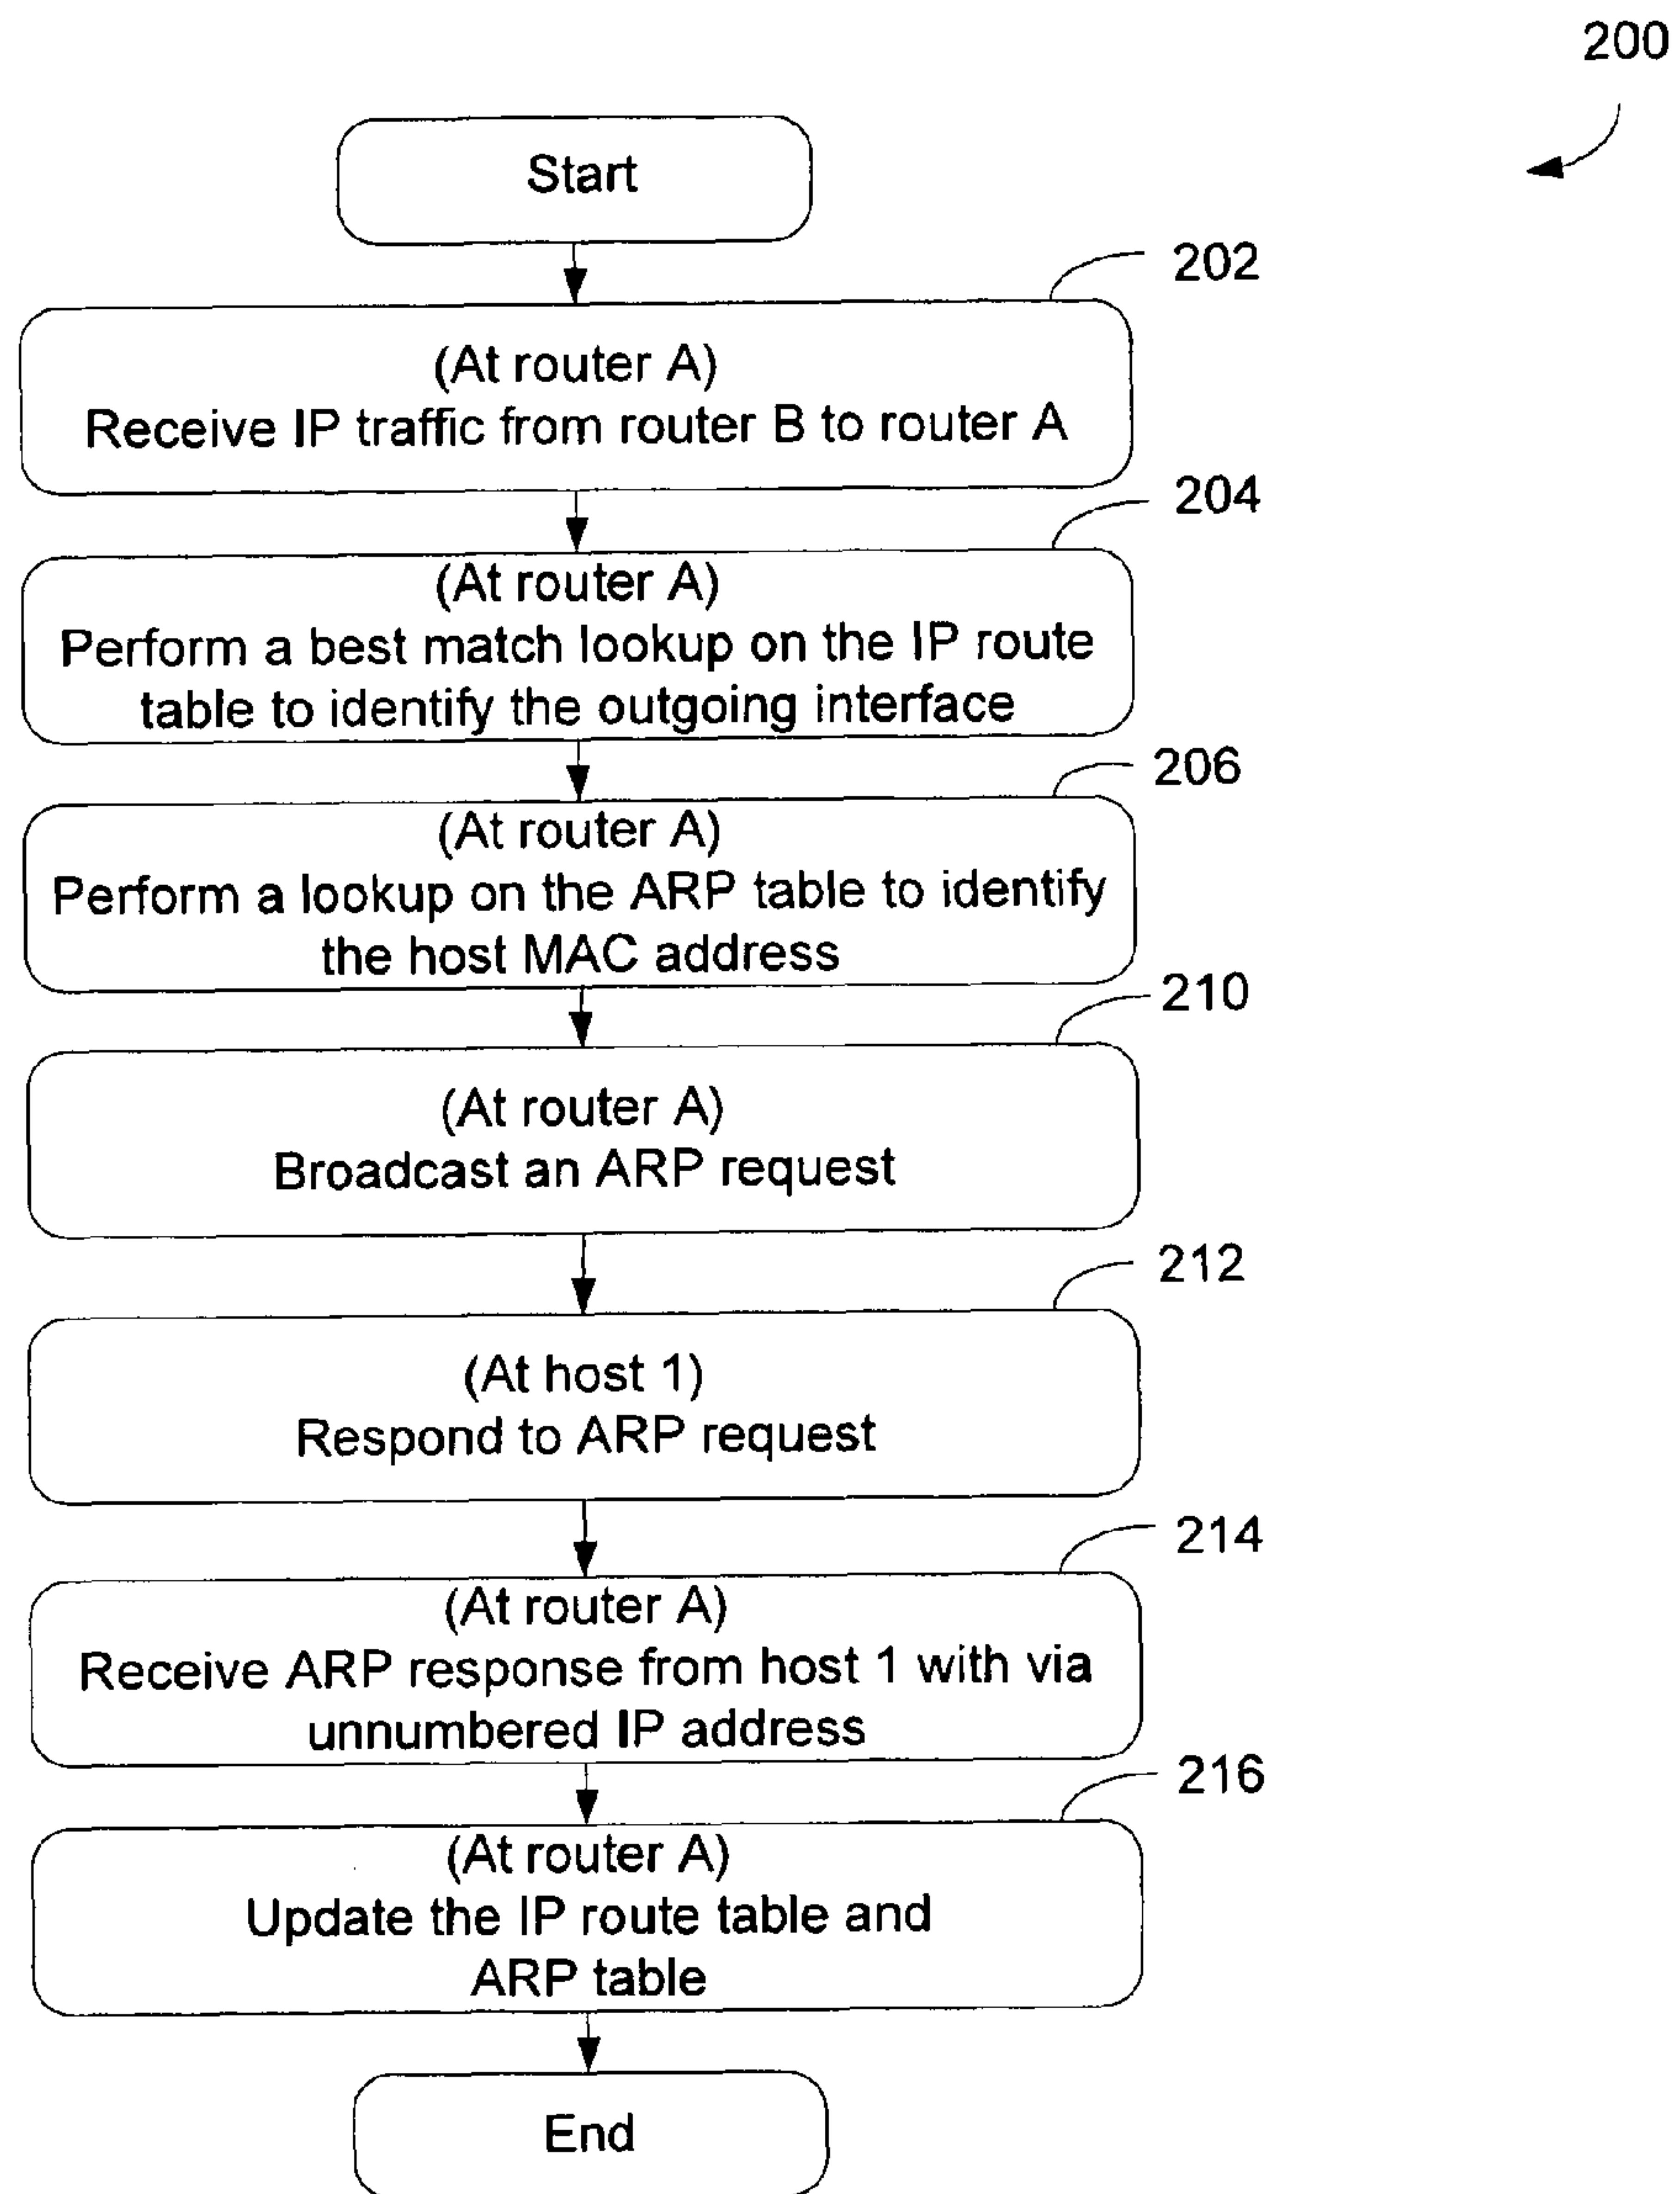 200
Start
202
(At router A)
Receive IP traffic from router B to router A
204
(At router A)
Perform a best match lookup on the IP route
table to identify the outgoing interface
206
(At router A)
Perform a lookup on the ARP table to identify
the host MAC address
210
(At router A)
Broadcast an ARP request
212
(At host 1)
Respond to ARP request
214
(At router A)
Receive ARP response from host 1 with via
unnumbered IP address
216
(At router A)
Update the IP route table and
ARP table
End